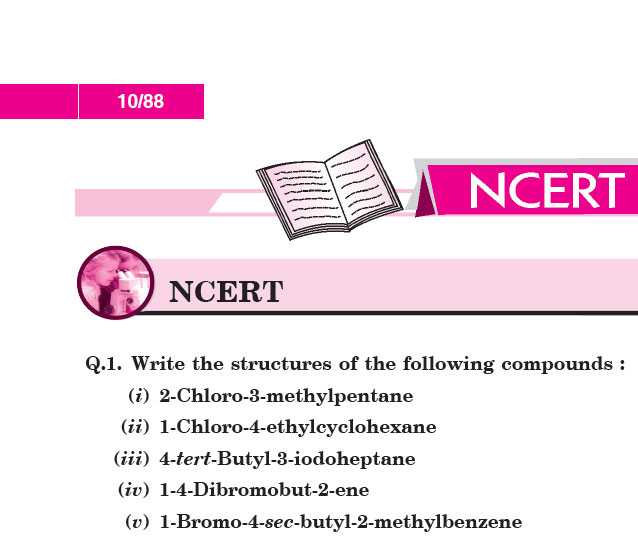 10/88
NCERT
NCERT
Q.1. Write the structures of the following compounds :
(i) 2-Chloro-3-methylpentane
(ii) 1-Chloro-4-ethylcyclohexane
(iii) 4-tert-Butyl-3-iodoheptane
(iv) 1-4-Dibromobut-2-ene
(v) 1-Bromo-4-sec-butyl-2-methylbenzene